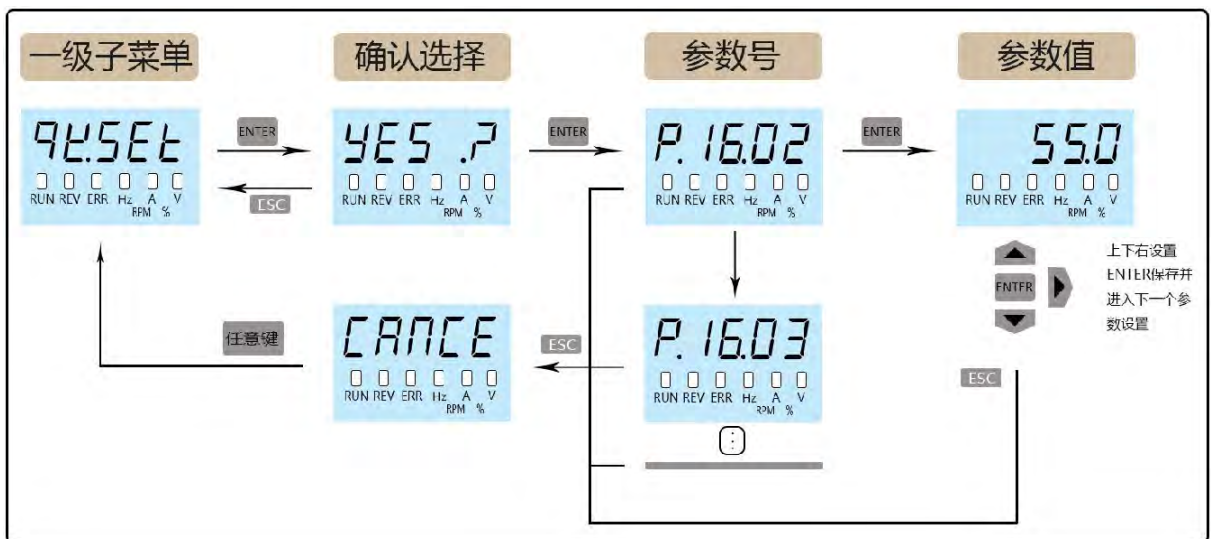 一级子菜单
确认选择
参数号
参数值
qt.SEt
ENTER
YES .?
ENTER
P. 16.02
ENTER
55.0
RUN REV ERR Hz A V
RPM %
ESC
RUN REV ERR Hz A V
RPM %
RUN REV ERR Hz A V
RPM %
RUN REV ERR Hz A V
RPM %
上下右设置
ENTER保存并
进入下一个参
数设置
ENTER
任意键
CANCE
ESC
P. 16.03
RUN REV ERR Hz A V
RPM %
RUN REV ERR Hz A V
RPM %
ESC